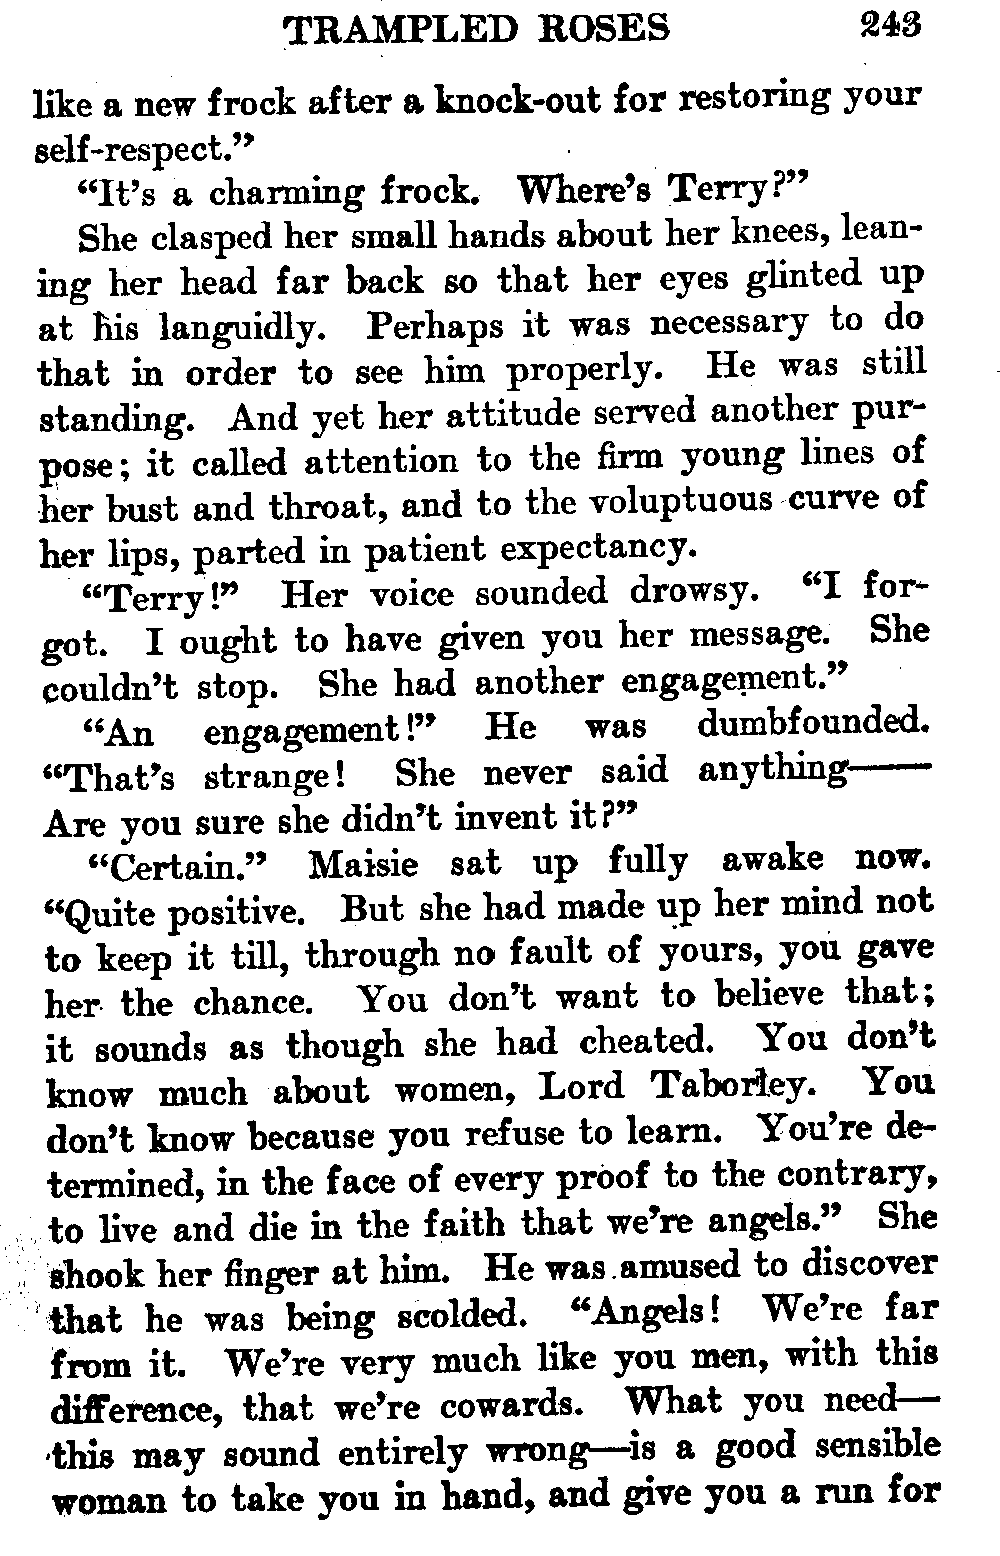 TRAMPLED ROSES 243
like a new frock after a knock-out for restoring your
self-respect."
"It's a charming frock. Where's Terry?"
She clasped her small hands about her knees, lean-
ing her head far back so that her eyes glinted up
at his languidly. Perhaps it was necessary to do
that in order to see him properly. He was still
standing. And yet her attitude served another pur-
pose; it called attention to the firm young lines of
her bust and throat, and to the voluptuous curve of
her lips, parted in patient expectancy.
"Terry!" Her voice sounded drowsy. "I for-
got. I ought to have given you her message. She
couldn't stop. She had another engagement."
"An engagement!" He was dumbfounded.
"That's strange! She never said anything——
Are you sure she didn't invent it?"
"Certain." Maisie sat up fully awake now.
"Quite positive. But she had made up her mind not
to keep it till, through no fault of yours, you gave
her the chance. You don't want to believe that;
it sounds as though she had cheated. You don't
know much about women, Lord Taborley. You
don't know because you refuse to learn. You're de-
termined, in the face of every proof to the contrary,
to live and die in the faith that we're angels." She
shook her finger at him. He was amused to discover
that he was being scolded. "Angels! We're far
from it. We're very much like you men, with this
difference, that we're cowards. What you need—
this may sound entirely wrong—is a good sensible
woman to take you in hand, and give you a run for